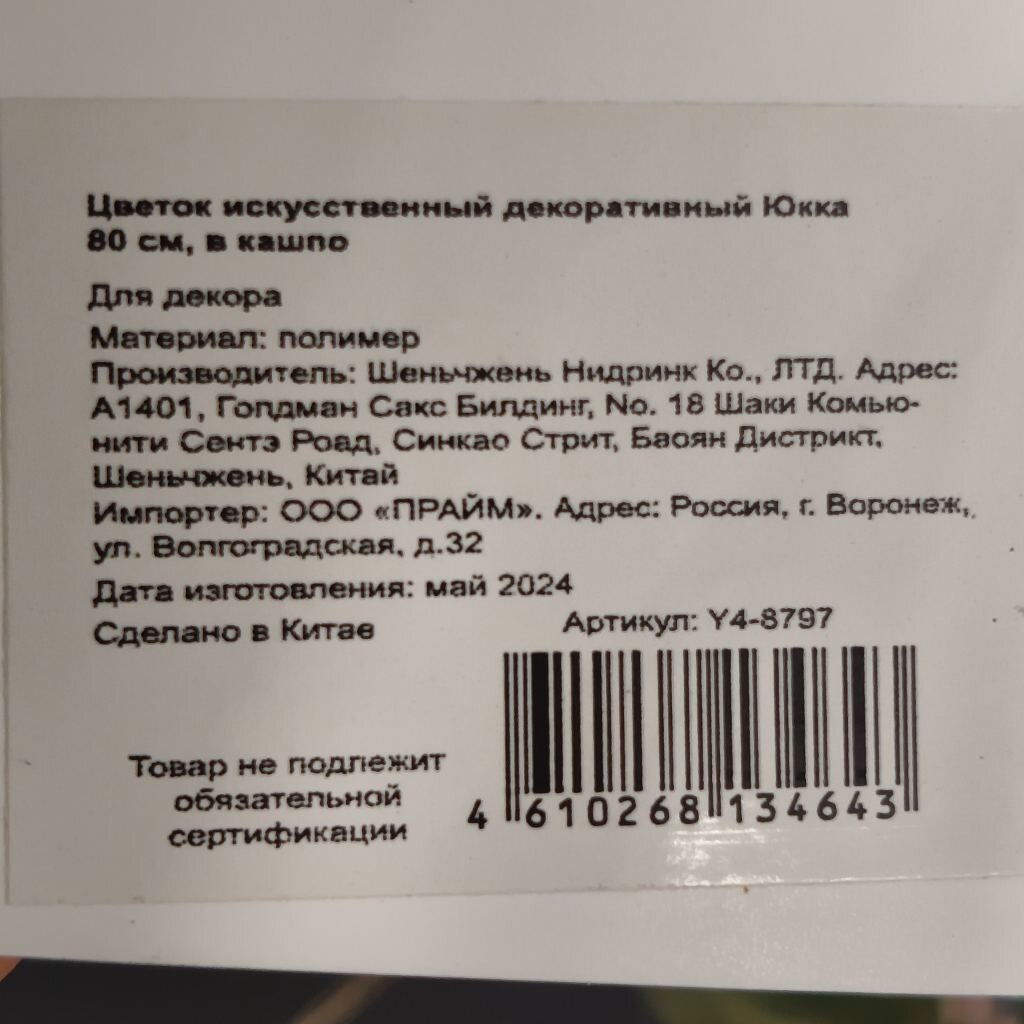 Цветок искусственный декоративный Юкка
80 см, в кашпо
Для декора
Материал: полимер
Производитель: Шеньчжень Нидринк Ко., ЛТД. Адрес:
А1401, Голдман Сакс Билдинг, No. 18 Шаки Комью-
нити Сентэ Роад, Синкао Стрит, Баоян Дистрикт,
Шеньчжень, Китай
Импортер: ООО «ПРАЙМ». Адрес: Россия, г. Воронеж,
ул. Волгоградская, д.32
Дата изготовления: май 2024
Сделано в Китае
Артикул: Y4-8797
Товар не подлежит
обязательной
сертификации
4 610268 134643